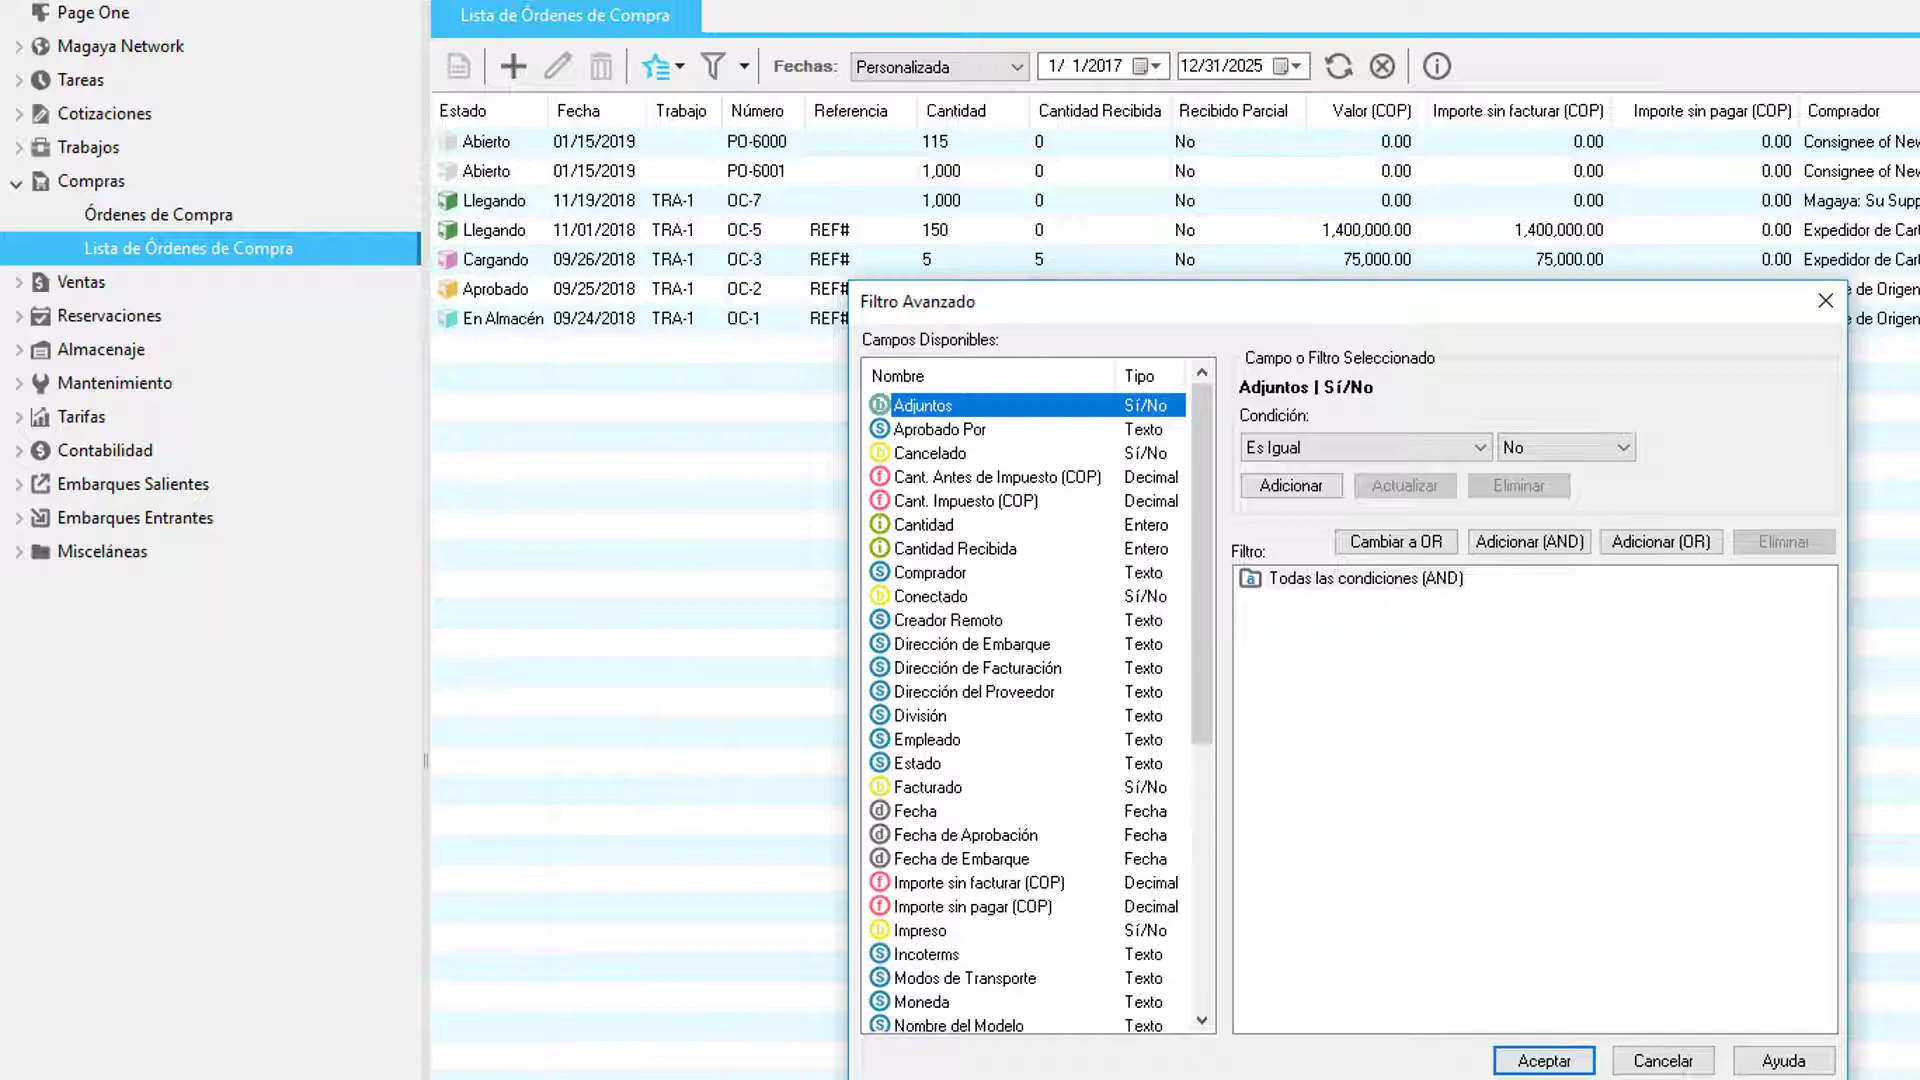 Page One
Magaya Network
Tareas
Cotizaciones
Trabajos
Compras
Órdenes de Compra
Lista de Órdenes de Compra
Ventas
Reservaciones
Almacenaje
Mantenimiento
Tarifas
Contabilidad
Embarques Salientes
Embarques Entrantes
Misceláneas
Lista de Órdenes de Compra
Fechas: Personalizada 1/ 1/2017 12/31/2025
Estado Fecha Trabajo Número Referencia Cantidad Cantidad Recibida Recibido Parcial Valor (COP) Importe sin facturar (COP) Importe sin pagar (COP) Comprador
Abierto 01/15/2019 PO-6000 115 0 No 0.00 0.00 0.00 Consignee of New
Abierto 01/15/2019 PO-6001 1,000 0 No 0.00 0.00 0.00 Consignee of New
Llegando 11/19/2018 TRA-1 OC-7 1,000 0 No 0.00 0.00 0.00 Magaya: Su Supp
Llegando 11/01/2018 TRA-1 OC-5 REF# 150 0 No 1,400,000.00 1,400,000.00 0.00 Expedidor de Car
Cargando 09/26/2018 TRA-1 OC-3 REF# 5 5 No 75,000.00 75,000.00 0.00 Expedidor de Car
Aprobado 09/25/2018 TRA-1 OC-2 REF# e de Origen
En Almacén 09/24/2018 TRA-1 OC-1 REF# e de Origen
Filtro Avanzado
Campos Disponibles:
Nombre Tipo
Adjuntos Sí/No
Aprobado Por Texto
Cancelado Sí/No
Cant. Antes de Impuesto (COP) Decimal
Cant. Impuesto (COP) Decimal
Cantidad Entero
Cantidad Recibida Entero
Comprador Texto
Conectado Sí/No
Creador Remoto Texto
Dirección de Embarque Texto
Dirección de Facturación Texto
Dirección del Proveedor Texto
División Texto
Empleado Texto
Estado Texto
Facturado Sí/No
Fecha Fecha
Fecha de Aprobación Fecha
Fecha de Embarque Fecha
Importe sin facturar (COP) Decimal
Importe sin pagar (COP) Decimal
Impreso Sí/No
Incoterms Texto
Modos de Transporte Texto
Moneda Texto
Nombre del Modelo Texto
Campo o Filtro Seleccionado
Adjuntos | Sí/No
Condición:
Es Igual No
Adicionar Actualizar Eliminar
Filtro: Cambiar a OR Adicionar (AND) Adicionar (OR) Eliminar
Todas las condiciones (AND)
Aceptar Cancelar Ayuda